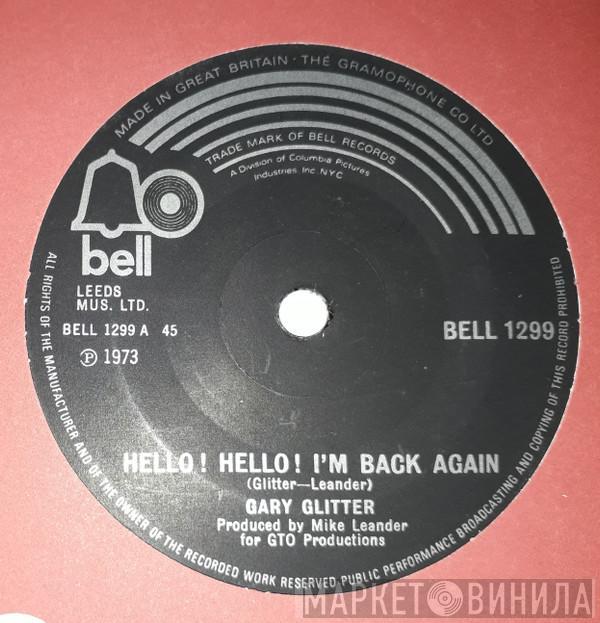 MADE IN GREAT BRITAIN · THE GRAMOPHONE CO LTD
TRADE MARK OF BELL RECORDS
A Division of Columbia Pictures
Industries Inc NYC
bell
LEEDS
MUS. LTD.
BELL 1299 A 45
BELL 1299
Ⓟ 1973
HELLO! HELLO! I'M BACK AGAIN
(Glitter—Leander)
GARY GLITTER
Produced by Mike Leander
for GTO Productions
ALL RIGHTS OF THE MANUFACTURER AND OF THE OWNER OF THE RECORDED WORK RESERVED PUBLIC PERFORMANCE BROADCASTING AND COPYING OF THIS RECORD PROHIBITED
МАРКЕТ ВИНИЛА